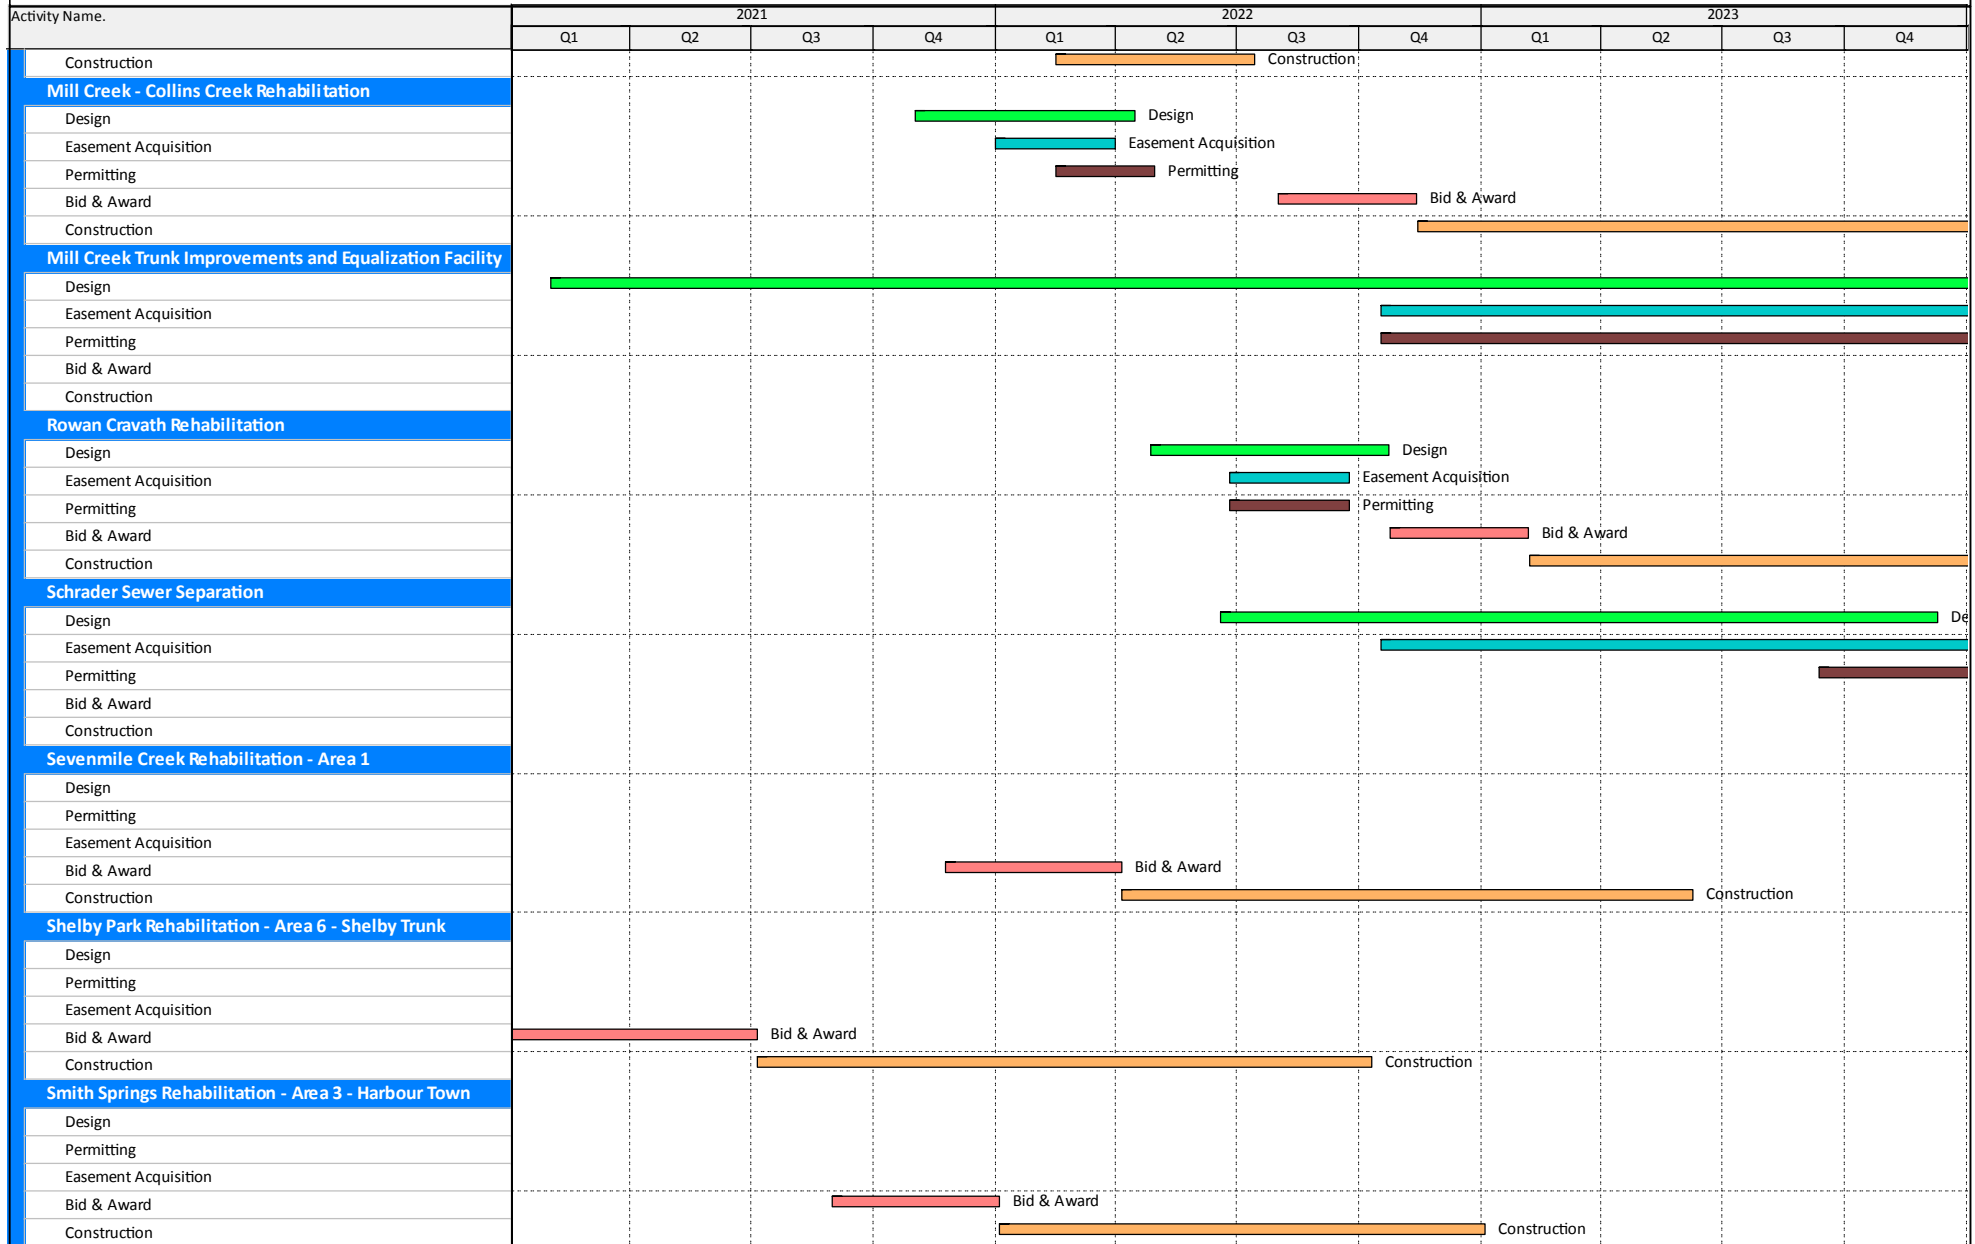 Activity Name.
2021 2022 2023
Q1 Q2 Q3 Q4 Q1 Q2 Q3 Q4 Q1 Q2 Q3 Q4
Construction Construction
Mill Creek - Collins Creek Rehabilitation
Design Design
Easement Acquisition Easement Acquisition
Permitting Permitting
Bid & Award Bid & Award
Construction
Mill Creek Trunk Improvements and Equalization Facility
Design
Easement Acquisition
Permitting
Bid & Award
Construction
Rowan Cravath Rehabilitation
Design Design
Easement Acquisition Easement Acquisition
Permitting Permitting
Bid & Award Bid & Award
Construction
Schrader Sewer Separation
Design De
Easement Acquisition
Permitting
Bid & Award
Construction
Sevenmile Creek Rehabilitation - Area 1
Design
Permitting
Easement Acquisition
Bid & Award Bid & Award
Construction Construction
Shelby Park Rehabilitation - Area 6 - Shelby Trunk
Design
Permitting
Easement Acquisition
Bid & Award Bid & Award
Construction Construction
Smith Springs Rehabilitation - Area 3 - Harbour Town
Design
Permitting
Easement Acquisition
Bid & Award Bid & Award
Construction Construction